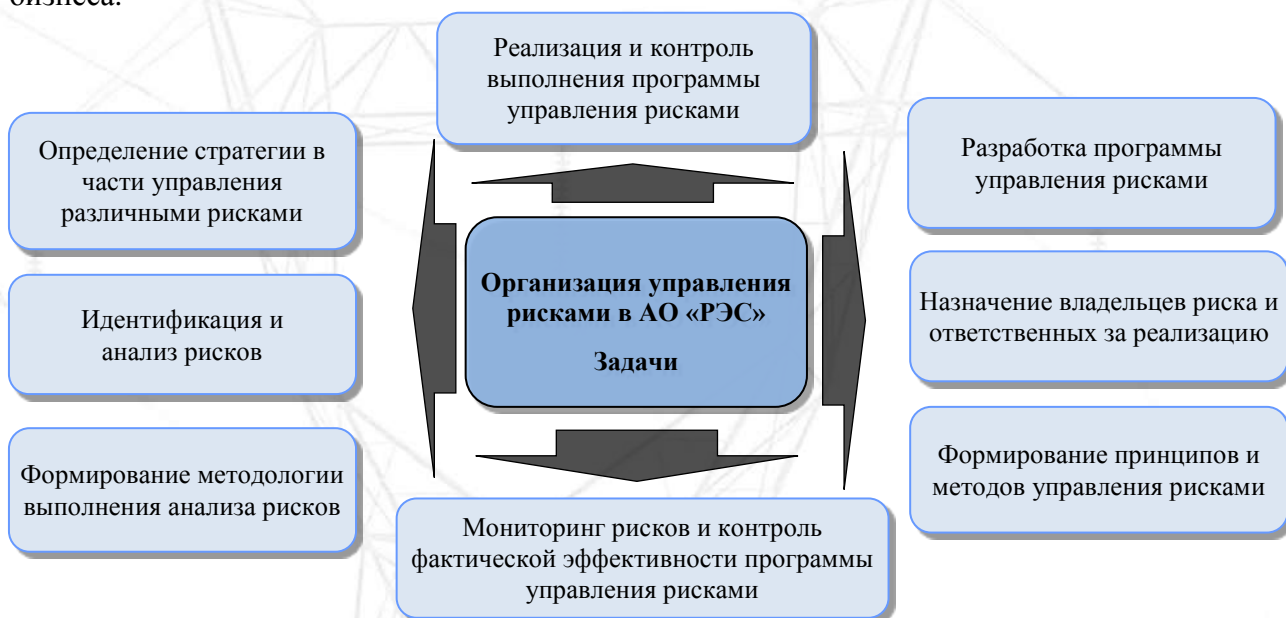 бизнеса.
Реализация и контроль
выполнения программы
управления рисками
Определение стратегии в
части управления
различными рисками
Идентификация и
анализ рисков
Формирование методологии
выполнения анализа рисков
Организация управления
рисками в АО «РЭС»
Задачи
Разработка программы
управления рисками
Назначение владельцев риска и
ответственных за реализацию
Формирование принципов и
методов управления рисками
Мониторинг рисков и контроль
фактической эффективности программы
управления рисками